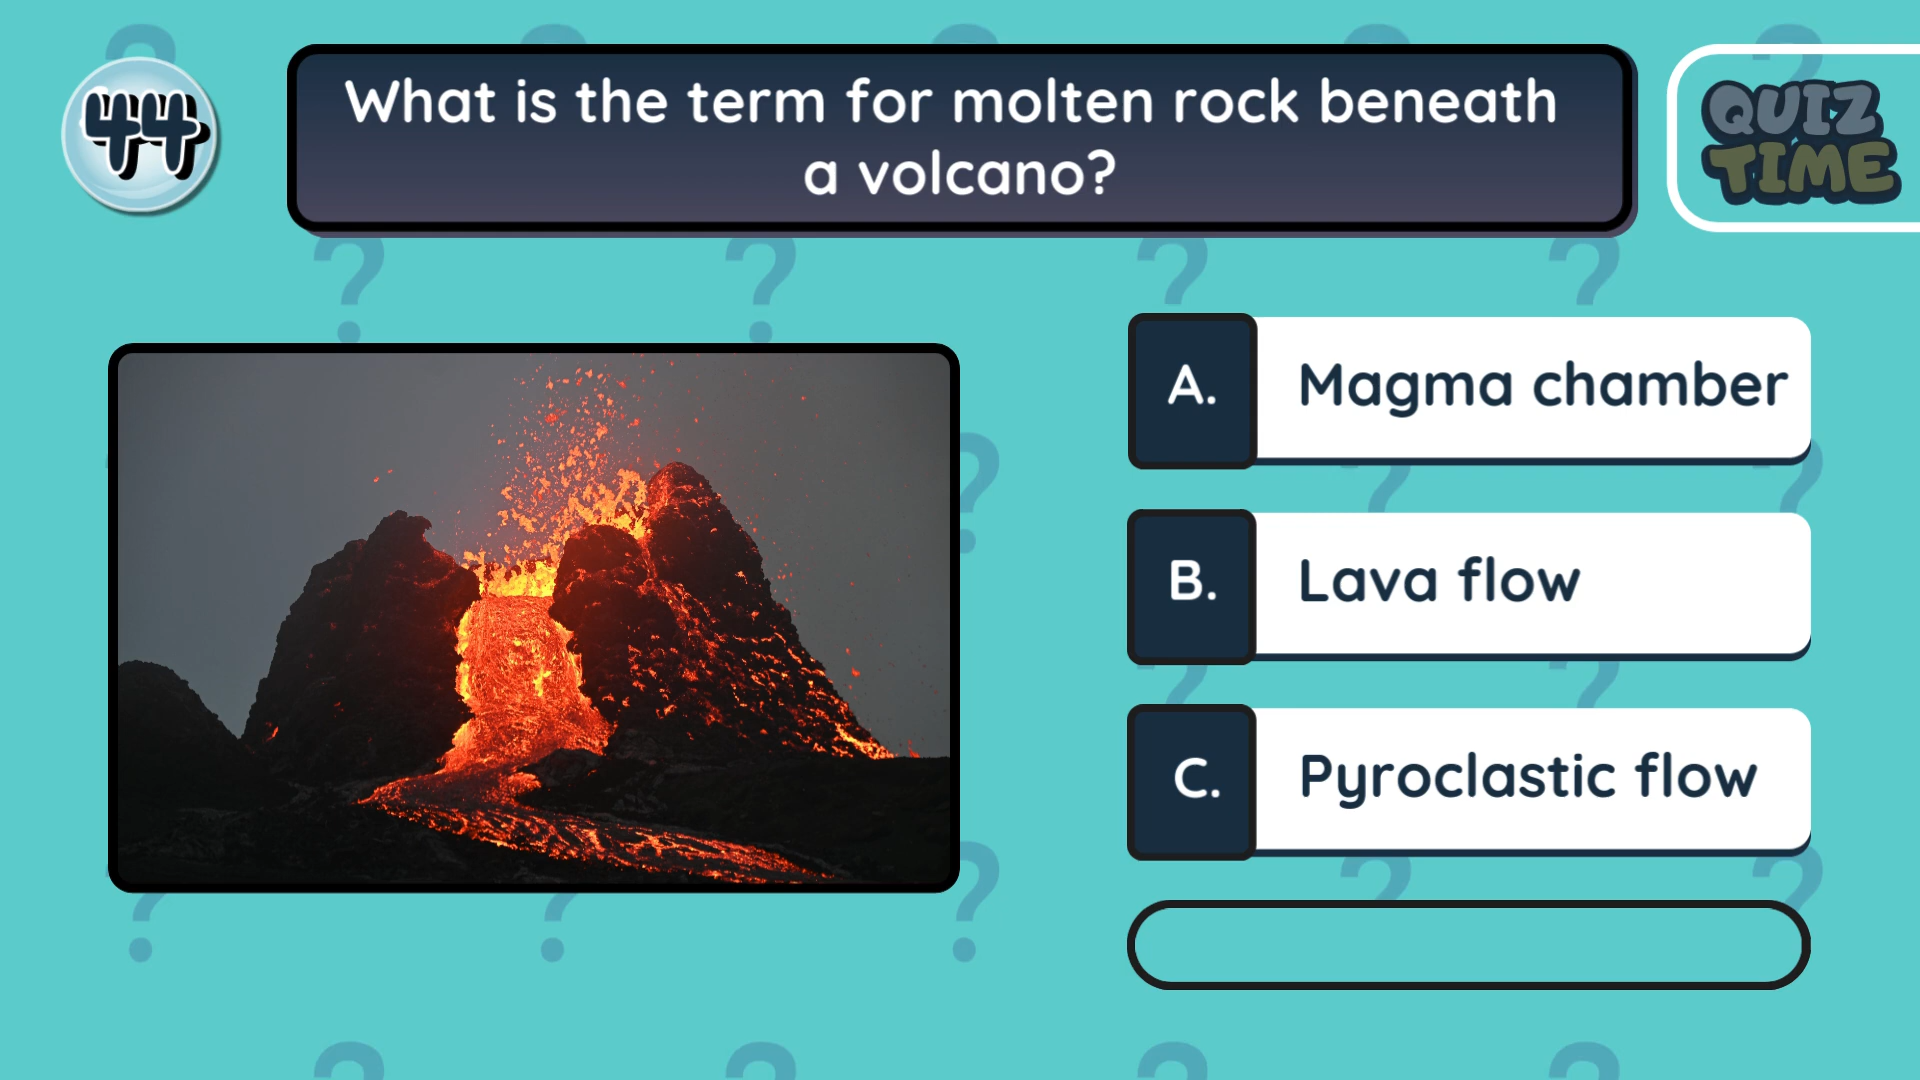 44
What is the term for molten rock beneath
a volcano?
QUIZ
TIME
A. Magma chamber
B. Lava flow
C. Pyroclastic flow